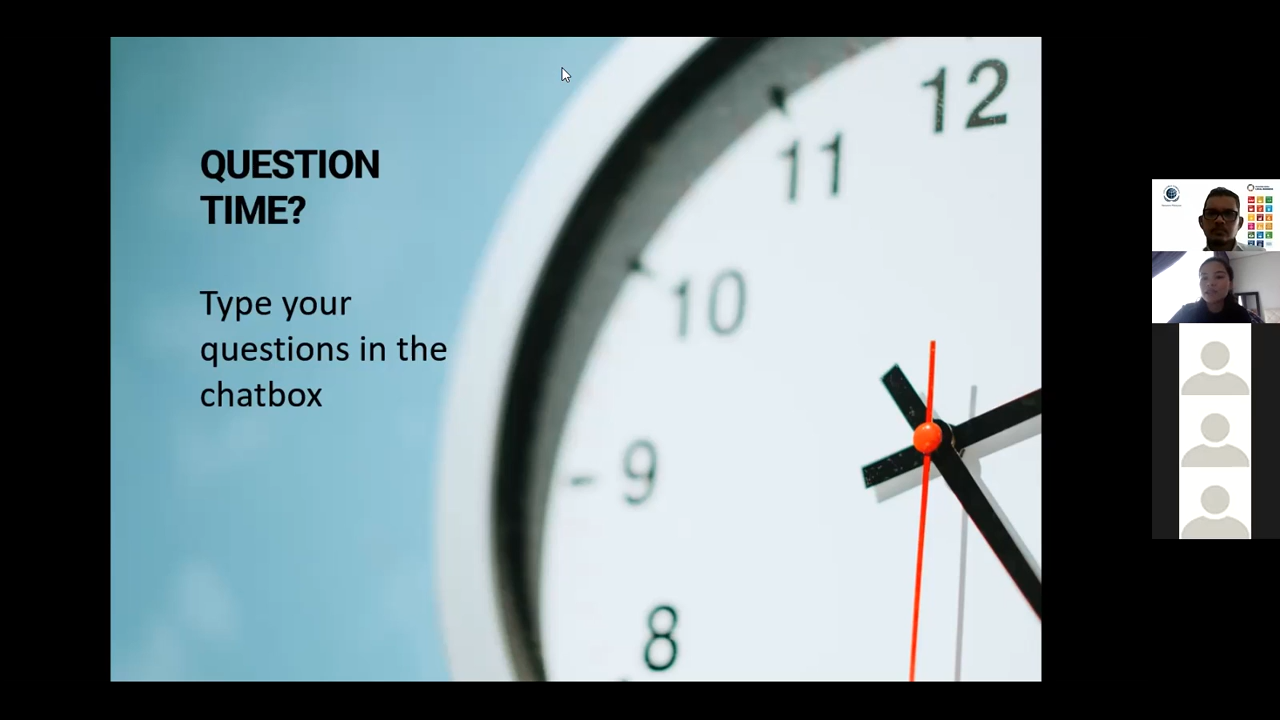 QUESTION
TIME?
Type your
questions in the
chatbox
12
11
10
9
8